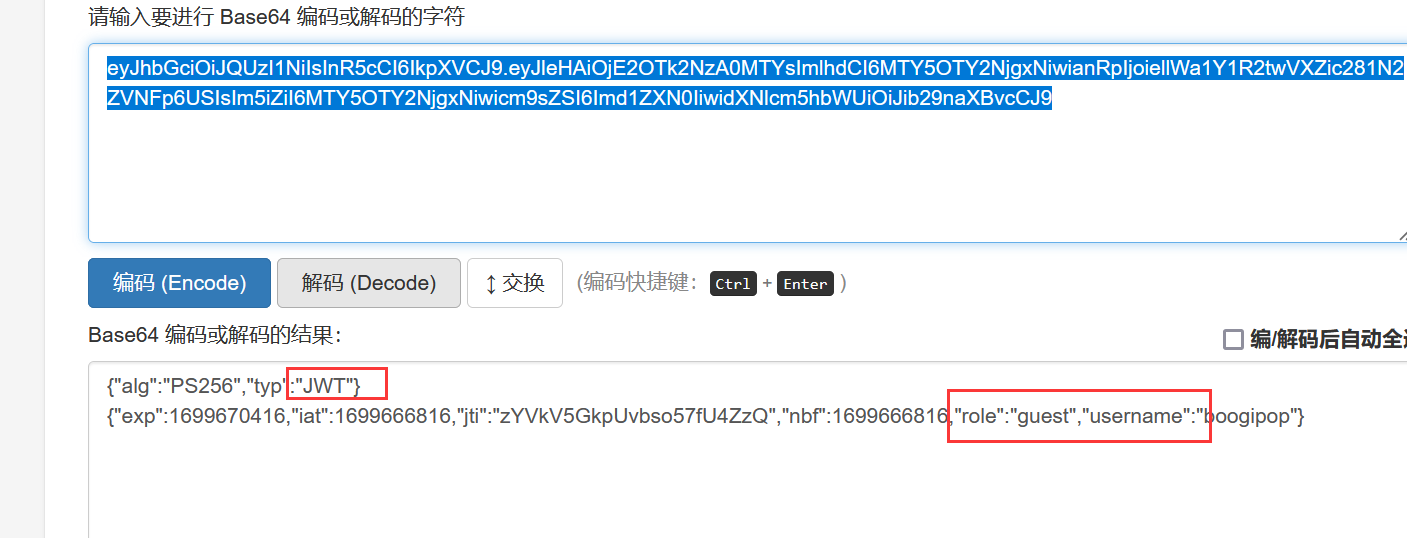 请输入要进行 Base64 编码或解码的字符
eyJhbGciOiJQUzI1NiIsInR5cCI6IkpXVCJ9.eyJleHAiOjE2OTk2NzA0MTYsImlhdCI6MTY5OTY2NjgxNiwianRpIjoiellWa1Y1R2twVXZic281N2
ZVNFp6USIsIm5iZiI6MTY5OTY2NjgxNiwicm9sZSI6Imd1ZXN0IiwidXNlcm5hbWUiOiJib29naXBvcCJ9
编码 (Encode) 解码 (Decode) ↕ 交换 (编码快捷键: Ctrl + Enter )
Base64 编码或解码的结果:
编/解码后自动全
{"alg":"PS256","typ":"JWT"}
{"exp":1699670416,"iat":1699666816,"jti":"zYVkV5GkpUvbso57fU4ZzQ","nbf":1699666816,"role":"guest","username":"boogipop"}